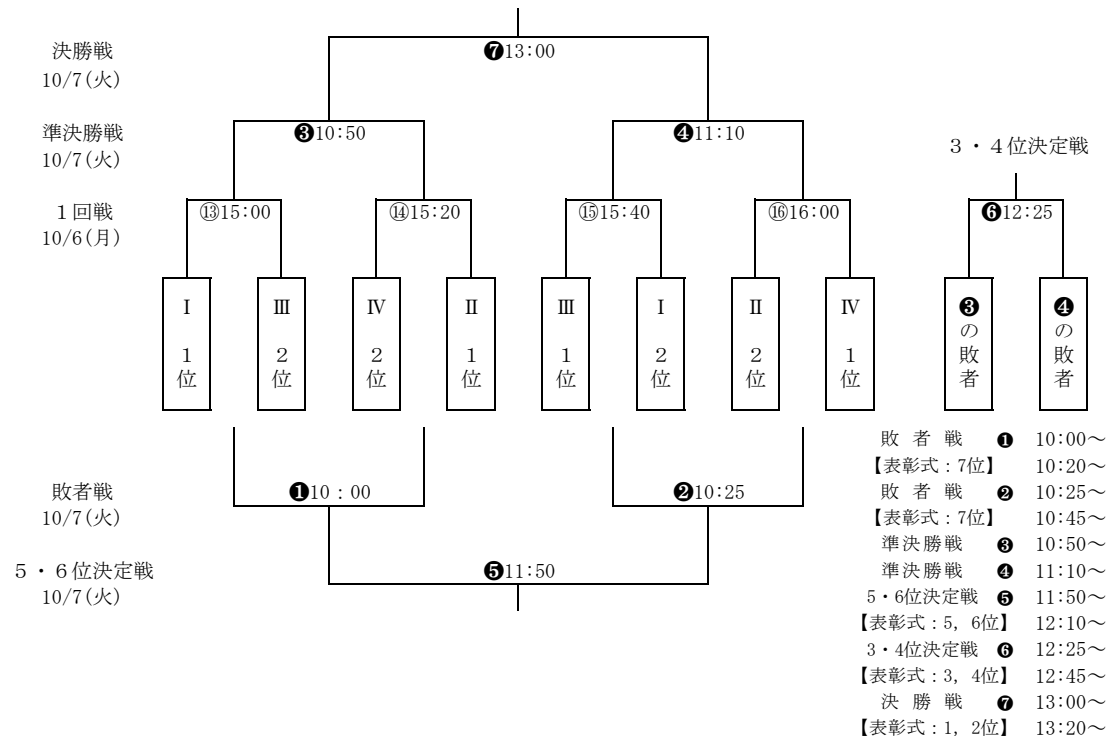 決勝戦
10/7(火)
❼13:00
準決勝戦
10/7(火)
❸10:50
❹11:10
３・４位決定戦
１回戦
10/6(月)
⑬15:00
⑭15:20
⑮15:40
⑯16:00
❻12:25
Ⅰ １位
Ⅲ ２位
Ⅳ ２位
Ⅱ １位
Ⅲ １位
Ⅰ ２位
Ⅱ ２位
Ⅳ １位
❸の敗者
❹の敗者
敗者戦
10/7(火)
❶10：00
❷10:25
５・６位決定戦
10/7(火)
❺11:50
敗者戦 ❶ 10:00～
【表彰式：7位】 10:20～
敗者戦 ❷ 10:25～
【表彰式：7位】 10:45～
準決勝戦 ❸ 10:50～
準決勝戦 ❹ 11:10～
5・6位決定戦 ❺ 11:50～
【表彰式：5, 6位】 12:10～
3・4位決定戦 ❻ 12:25～
【表彰式：3, 4位】 12:45～
決勝戦 ❼ 13:00～
【表彰式：1, 2位】 13:20～